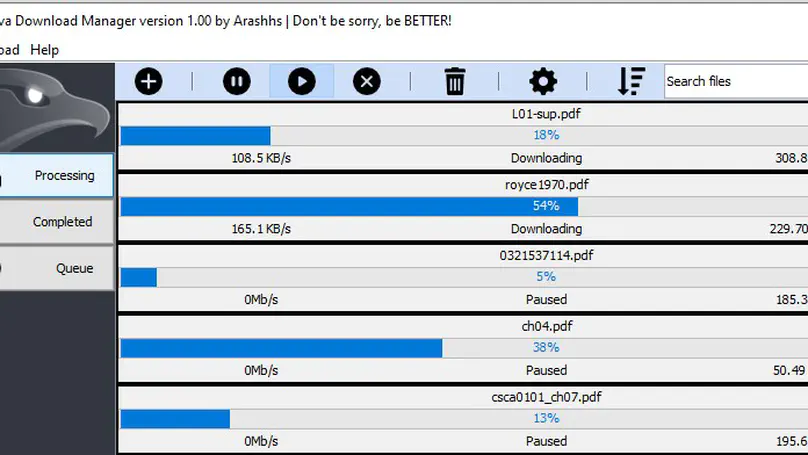 va Download Manager version 1.00 by Arashhs | Don't be sorry, be BETTER!
oad Help
Search files
L01-sup.pdf
18%
108.5 KB/s Downloading 308.8
Processing
royce1970.pdf
54%
165.1 KB/s Downloading 229.70
Completed
0321537114.pdf
5%
0Mb/s Paused 185.3
Queue
ch04.pdf
38%
0Mb/s Paused 50.49
csca0101_ch07.pdf
13%
0Mb/s Paused 195.6